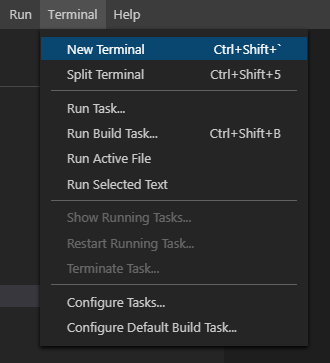 Run Terminal Help
New Terminal Ctrl+Shift+`
Split Terminal Ctrl+Shift+5
Run Task...
Run Build Task... Ctrl+Shift+B
Run Active File
Run Selected Text
Show Running Tasks...
Restart Running Task...
Terminate Task...
Configure Tasks...
Configure Default Build Task...